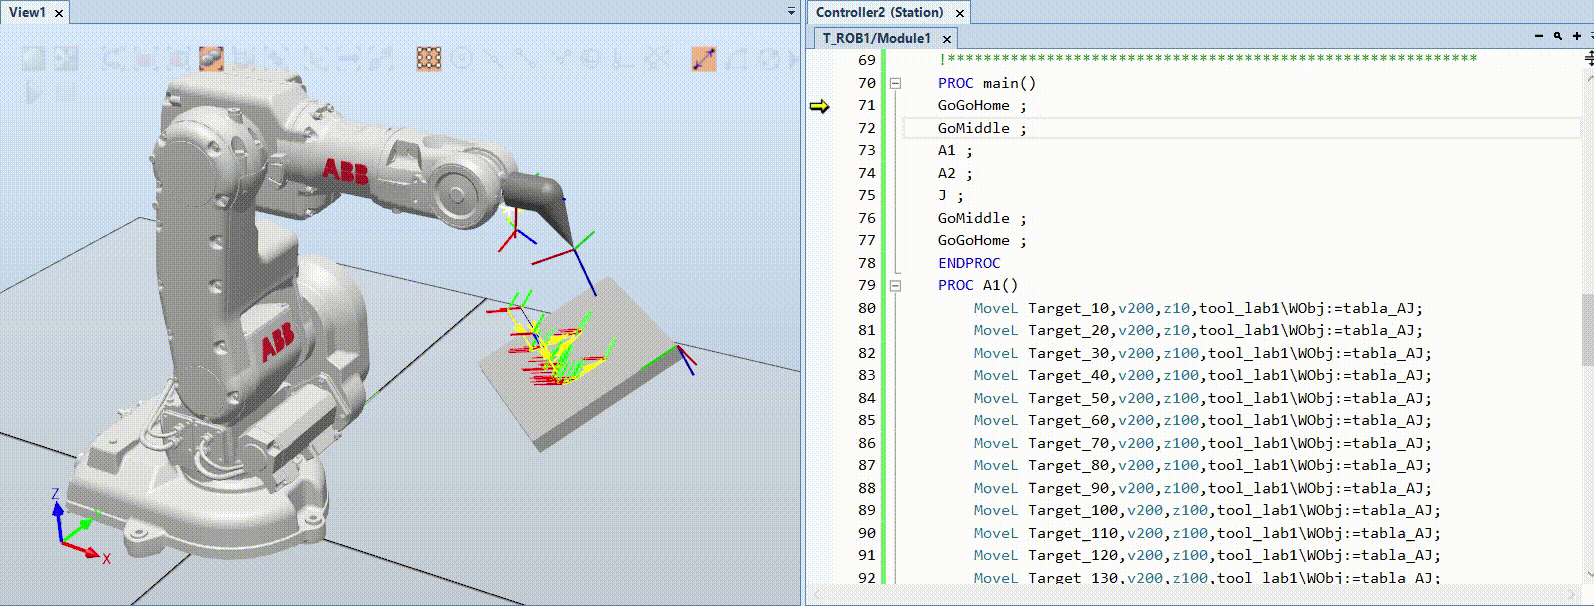 View1
ABB
ABB
Z
X
Controller2 (Station)
T_ROB1/Module1
69 !***********************************************************
70 PROC main()
71 GoGoHome ;
72 GoMiddle ;
73 A1 ;
74 A2 ;
75 J ;
76 GoMiddle ;
77 GoGoHome ;
78 ENDPROC
79 PROC A1()
80 MoveL Target_10,v200,z10,tool_lab1\WObj:=tabla_AJ;
81 MoveL Target_20,v200,z10,tool_lab1\WObj:=tabla_AJ;
82 MoveL Target_30,v200,z100,tool_lab1\WObj:=tabla_AJ;
83 MoveL Target_40,v200,z100,tool_lab1\WObj:=tabla_AJ;
84 MoveL Target_50,v200,z100,tool_lab1\WObj:=tabla_AJ;
85 MoveL Target_60,v200,z100,tool_lab1\WObj:=tabla_AJ;
86 MoveL Target_70,v200,z100,tool_lab1\WObj:=tabla_AJ;
87 MoveL Target_80,v200,z100,tool_lab1\WObj:=tabla_AJ;
88 MoveL Target_90,v200,z100,tool_lab1\WObj:=tabla_AJ;
89 MoveL Target_100,v200,z100,tool_lab1\WObj:=tabla_AJ;
90 MoveL Target_110,v200,z100,tool_lab1\WObj:=tabla_AJ;
91 MoveL Target_120,v200,z100,tool_lab1\WObj:=tabla_AJ;
92 MoveL Target_130,v200,z100,tool_lab1\WObj:=tabla_AJ;